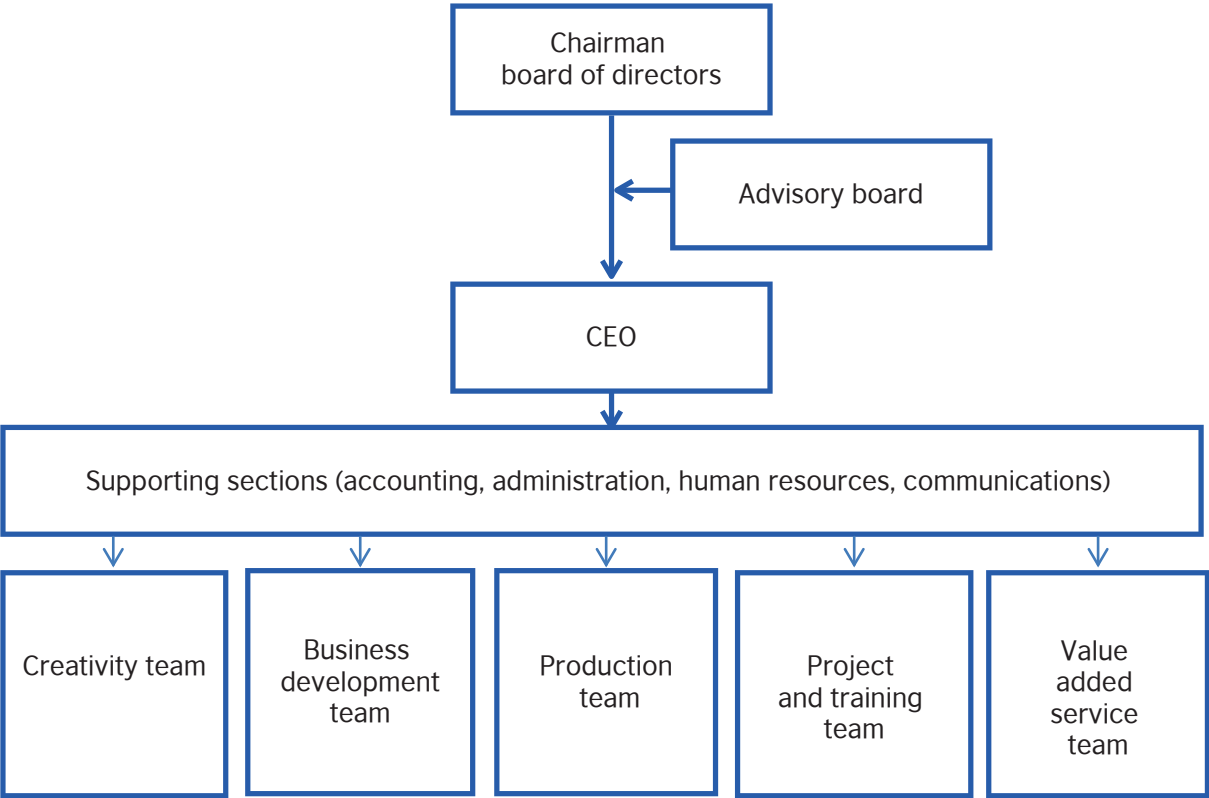 Chairman
board of directors
Advisory board
CEO
Supporting sections (accounting, administration, human resources, communications)
Creativity team
Business
development
team
Production
team
Project
and training
team
Value
added
service
team